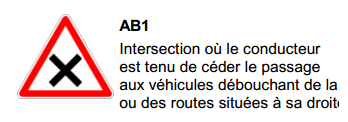 AB1
Intersection où le conducteur
est tenu de céder le passage
aux véhicules débouchant de la
ou des routes situées à sa droite